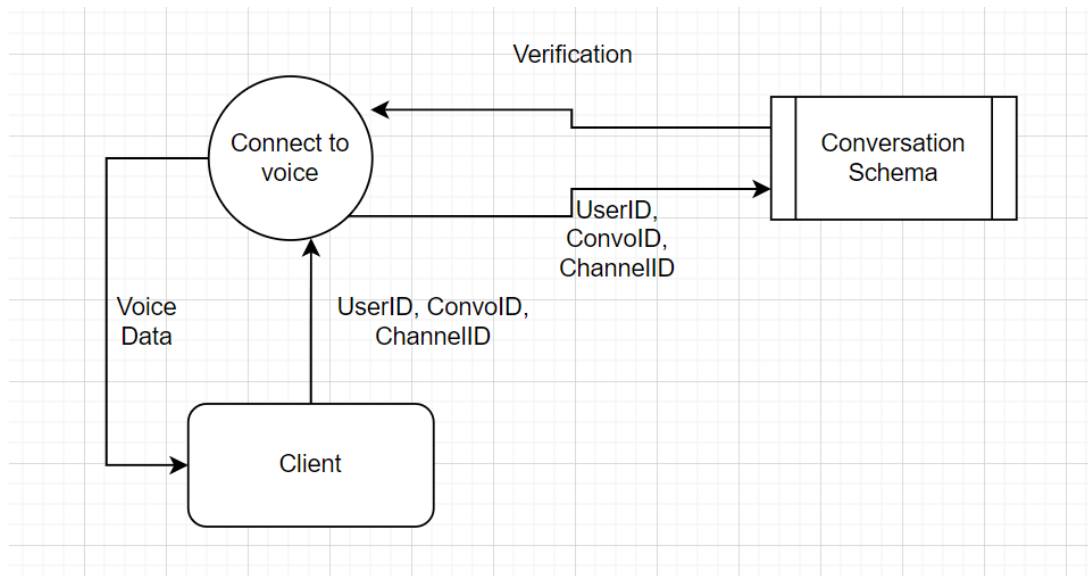 Verification
Connect to
voice
Conversation
Schema
UserID,
ConvoID,
ChannelID
Voice
Data
UserID, ConvoID,
ChannelID
Client